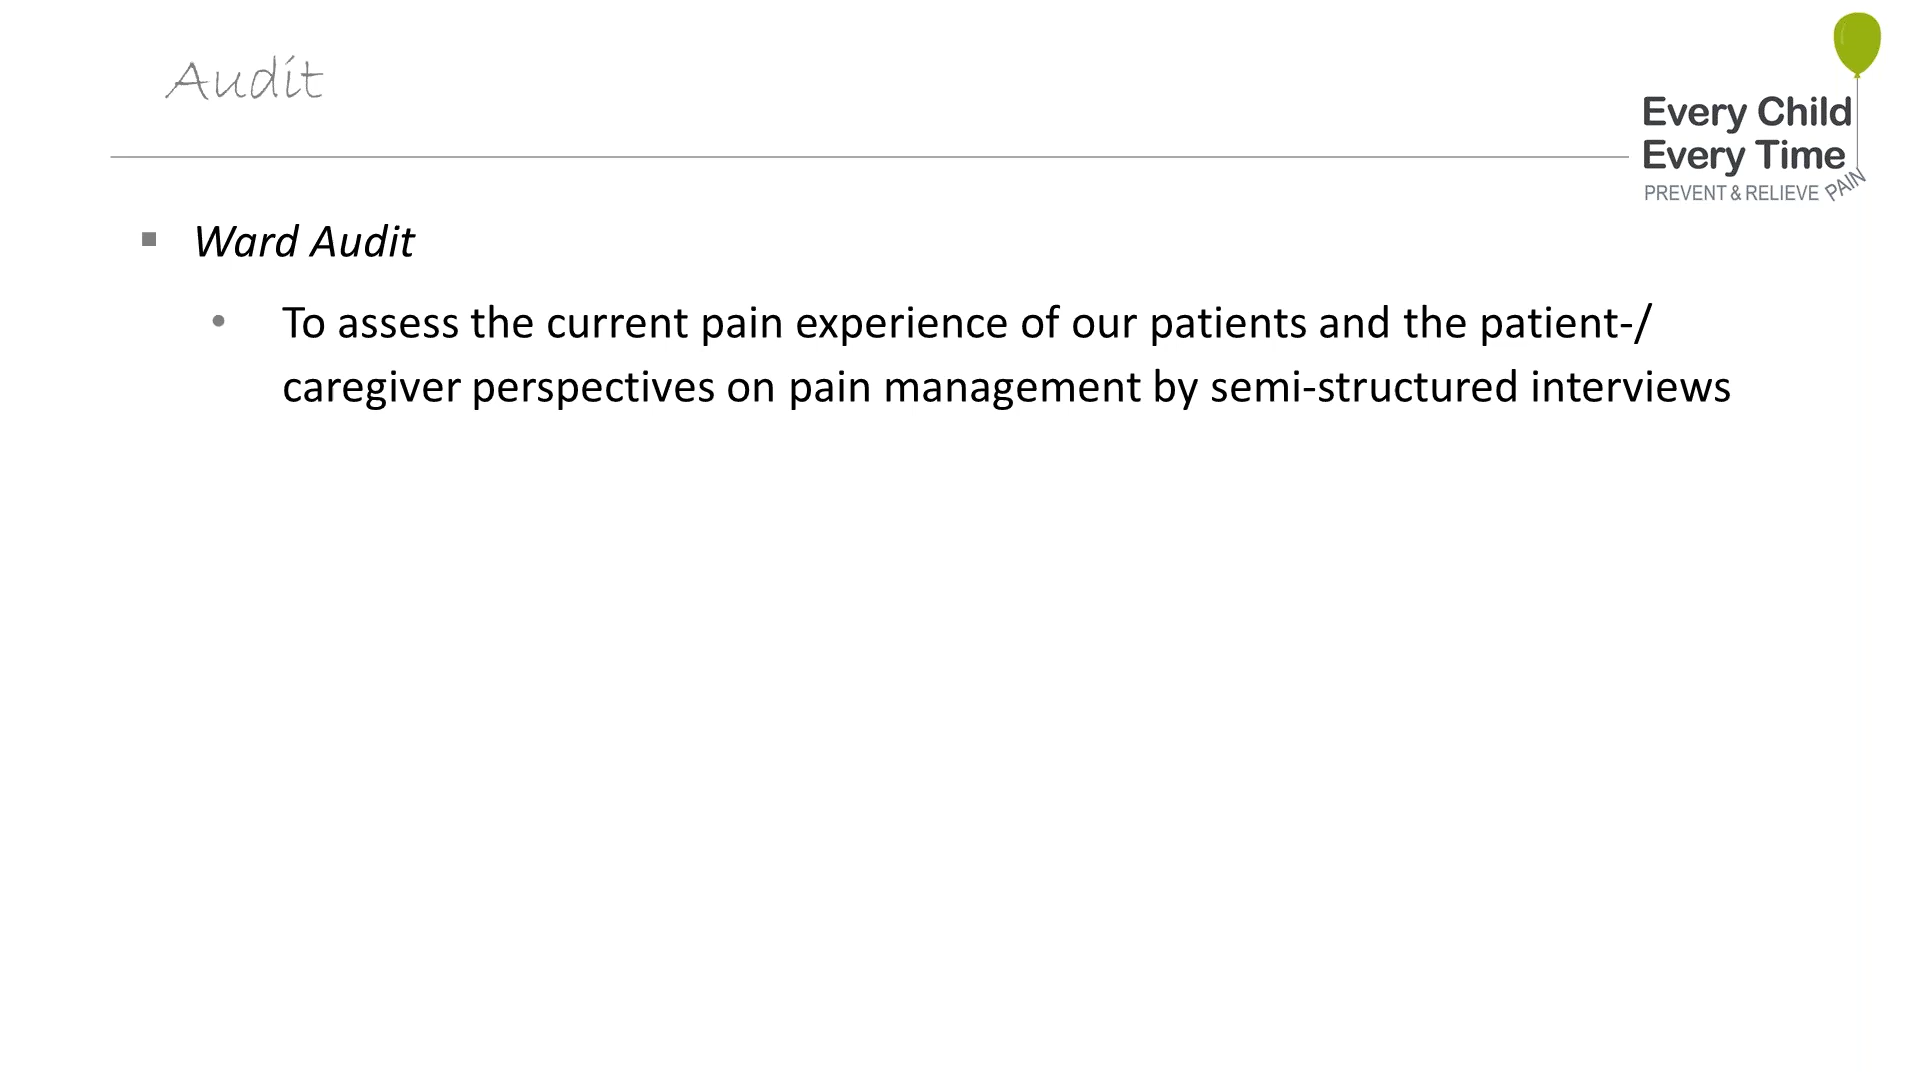 Audit
Every Child
Every Time
PREVENT & RELIEVE PAIN
Ward Audit
To assess the current pain experience of our patients and the patient-/
caregiver perspectives on pain management by semi-structured interviews